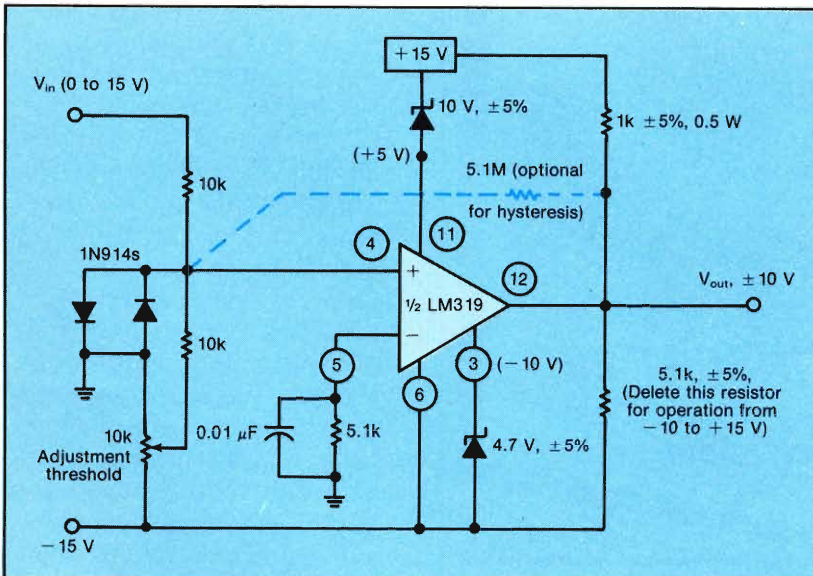 +15 V
V_in (0 to 15 V)
10 V, ±5%
1k ±5%, 0.5 W
(+5 V)
5.1M (optional
for hysteresis)
10k
4
11
12
1N914s
+
½ LM319
−
V_out, ±10 V
10k
5
6
3
(−10 V)
5.1k, ±5%,
(Delete this resistor
for operation from
−10 to +15 V)
10k
Adjustment
threshold
0.01 μF
5.1k
4.7 V, ±5%
−15 V